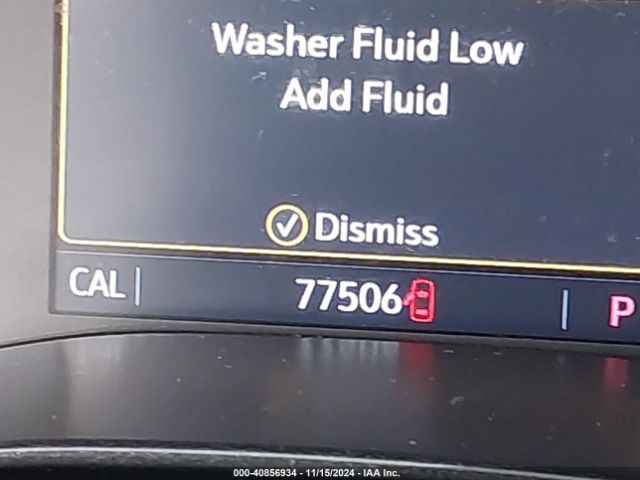 Washer Fluid Low
Add Fluid
Dismiss
CAL 77506 P
000-40856934 - 11/15/2024 - IAA Inc.